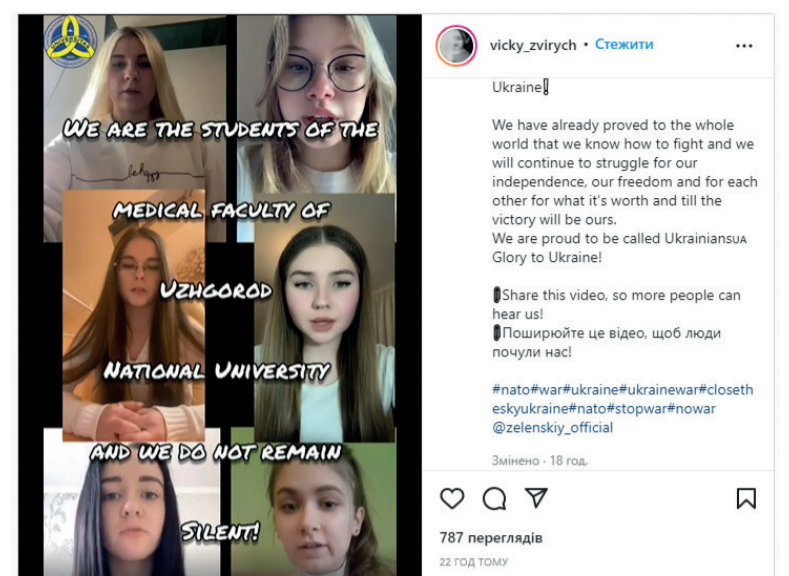 WE ARE THE STUDENTS OF THE
MEDICAL FACULTY OF
UZHGOROD
NATIONAL UNIVERSITY
AND WE DO NOT REMAIN
SILENT!
vicky_zvirych • Стежити
Ukraine
We have already proved to the whole
world that we know how to fight and we
will continue to struggle for our
independence, our freedom and for each
other for what it's worth and till the
victory will be ours.
We are proud to be called UkrainiansUA
Glory to Ukraine!
Share this video, so more people can
hear us!
Поширюйте це відео, щоб люди
почули нас!
#nato#war#ukraine#ukrainewar#closeth
eskyukraine#nato#stopwar#nowar
@zelenskiy_official
Змінено · 18 год.
787 переглядів
22 ГОД ТОМУ